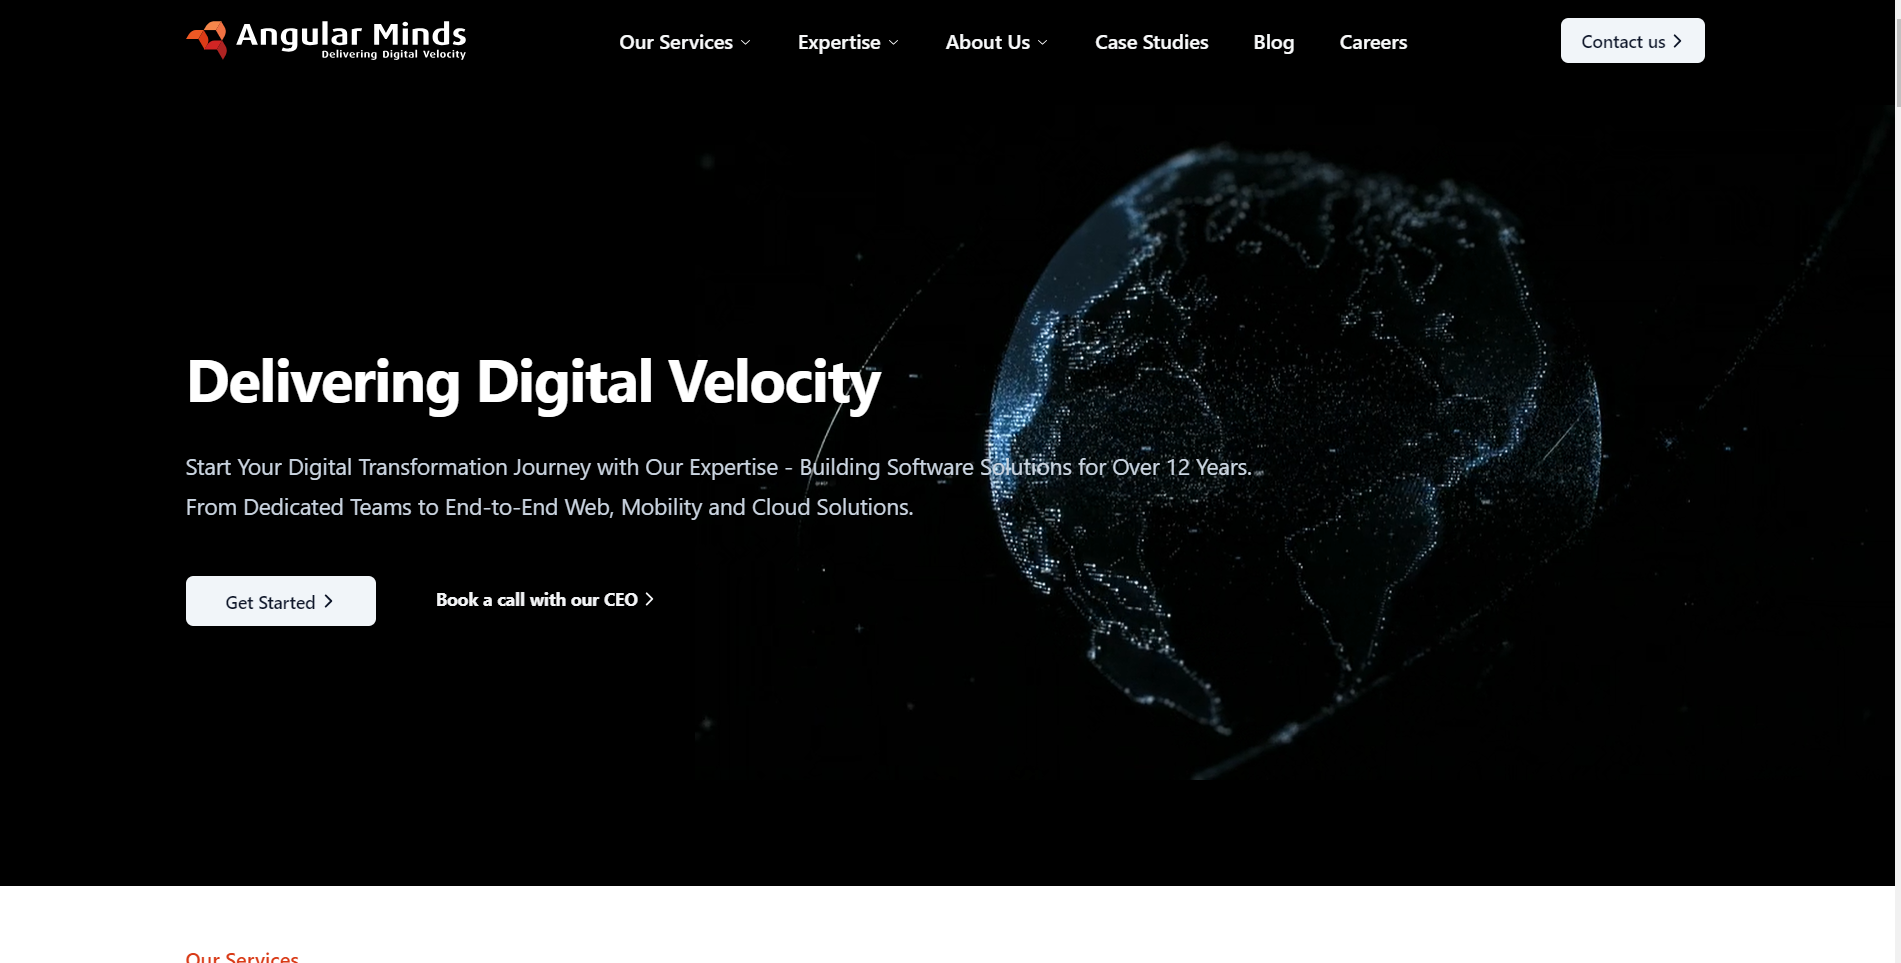 Angular Minds
Delivering Digital Velocity
Our Services
Expertise
About Us
Case Studies
Blog
Careers
Contact us
Delivering Digital Velocity
Start Your Digital Transformation Journey with Our Expertise - Building Software Solutions for Over 12 Years.
From Dedicated Teams to End-to-End Web, Mobility and Cloud Solutions.
Get Started
Book a call with our CEO
Our Services